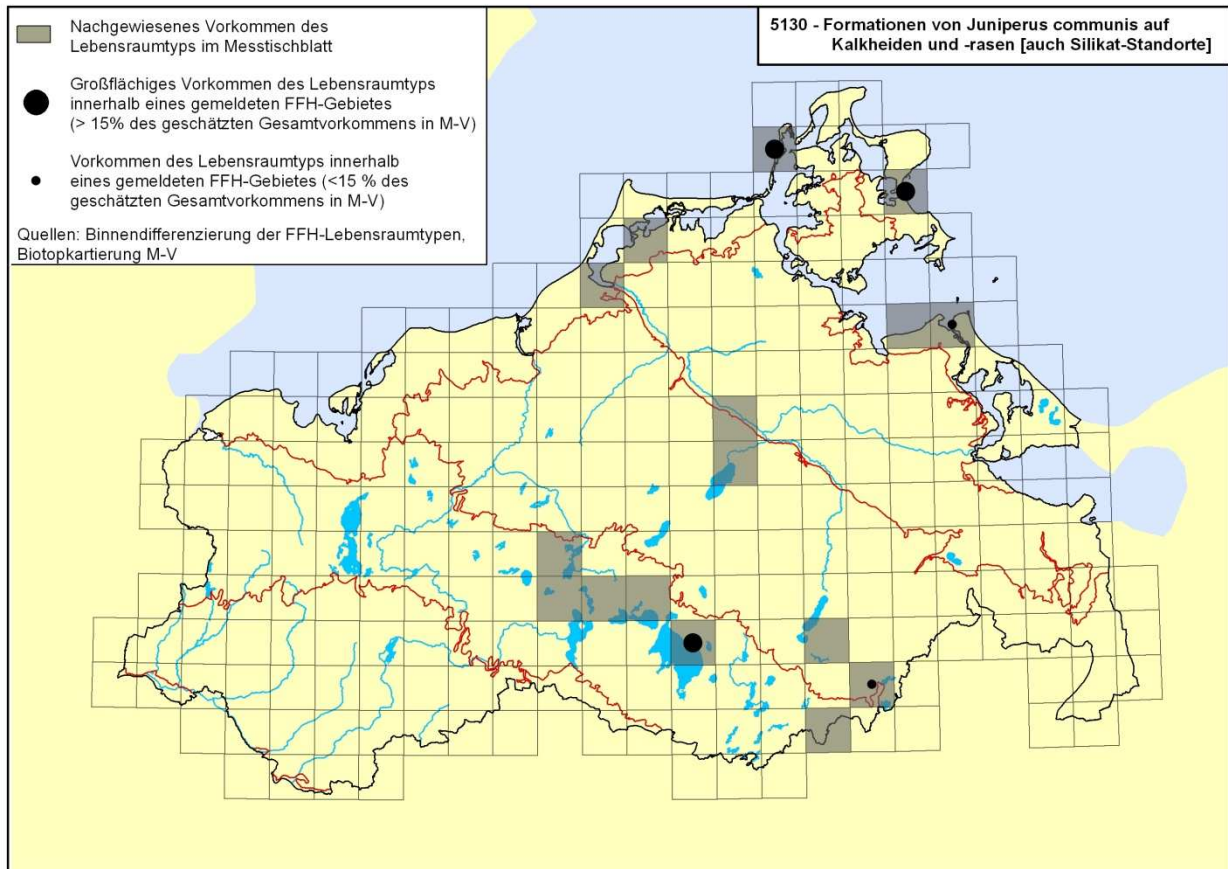 Nachgewiesenes Vorkommen des
Lebensraumtyps im Messtischblatt
Großflächiges Vorkommen des Lebensraumtyps
innerhalb eines gemeldeten FFH-Gebietes
(> 15% des geschätzten Gesamtvorkommens in M-V)
Vorkommen des Lebensraumtyps innerhalb
eines gemeldeten FFH-Gebietes (<15 % des
geschätzten Gesamtvorkommens in M-V)
Quellen: Binnendifferenzierung der FFH-Lebensraumtypen,
Biotopkartierung M-V
5130 - Formationen von Juniperus communis auf
Kalkheiden und -rasen [auch Silikat-Standorte]